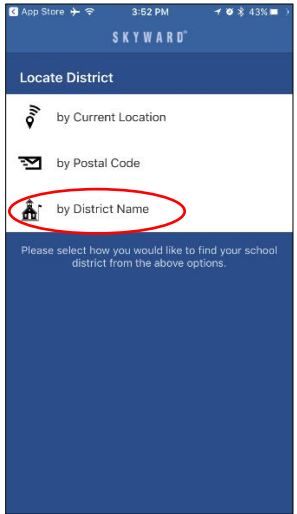 App Store 3:52 PM 43%
SKYWARD
Locate District
by Current Location
by Postal Code
by District Name
Please select how you would like to find your school
district from the above options.